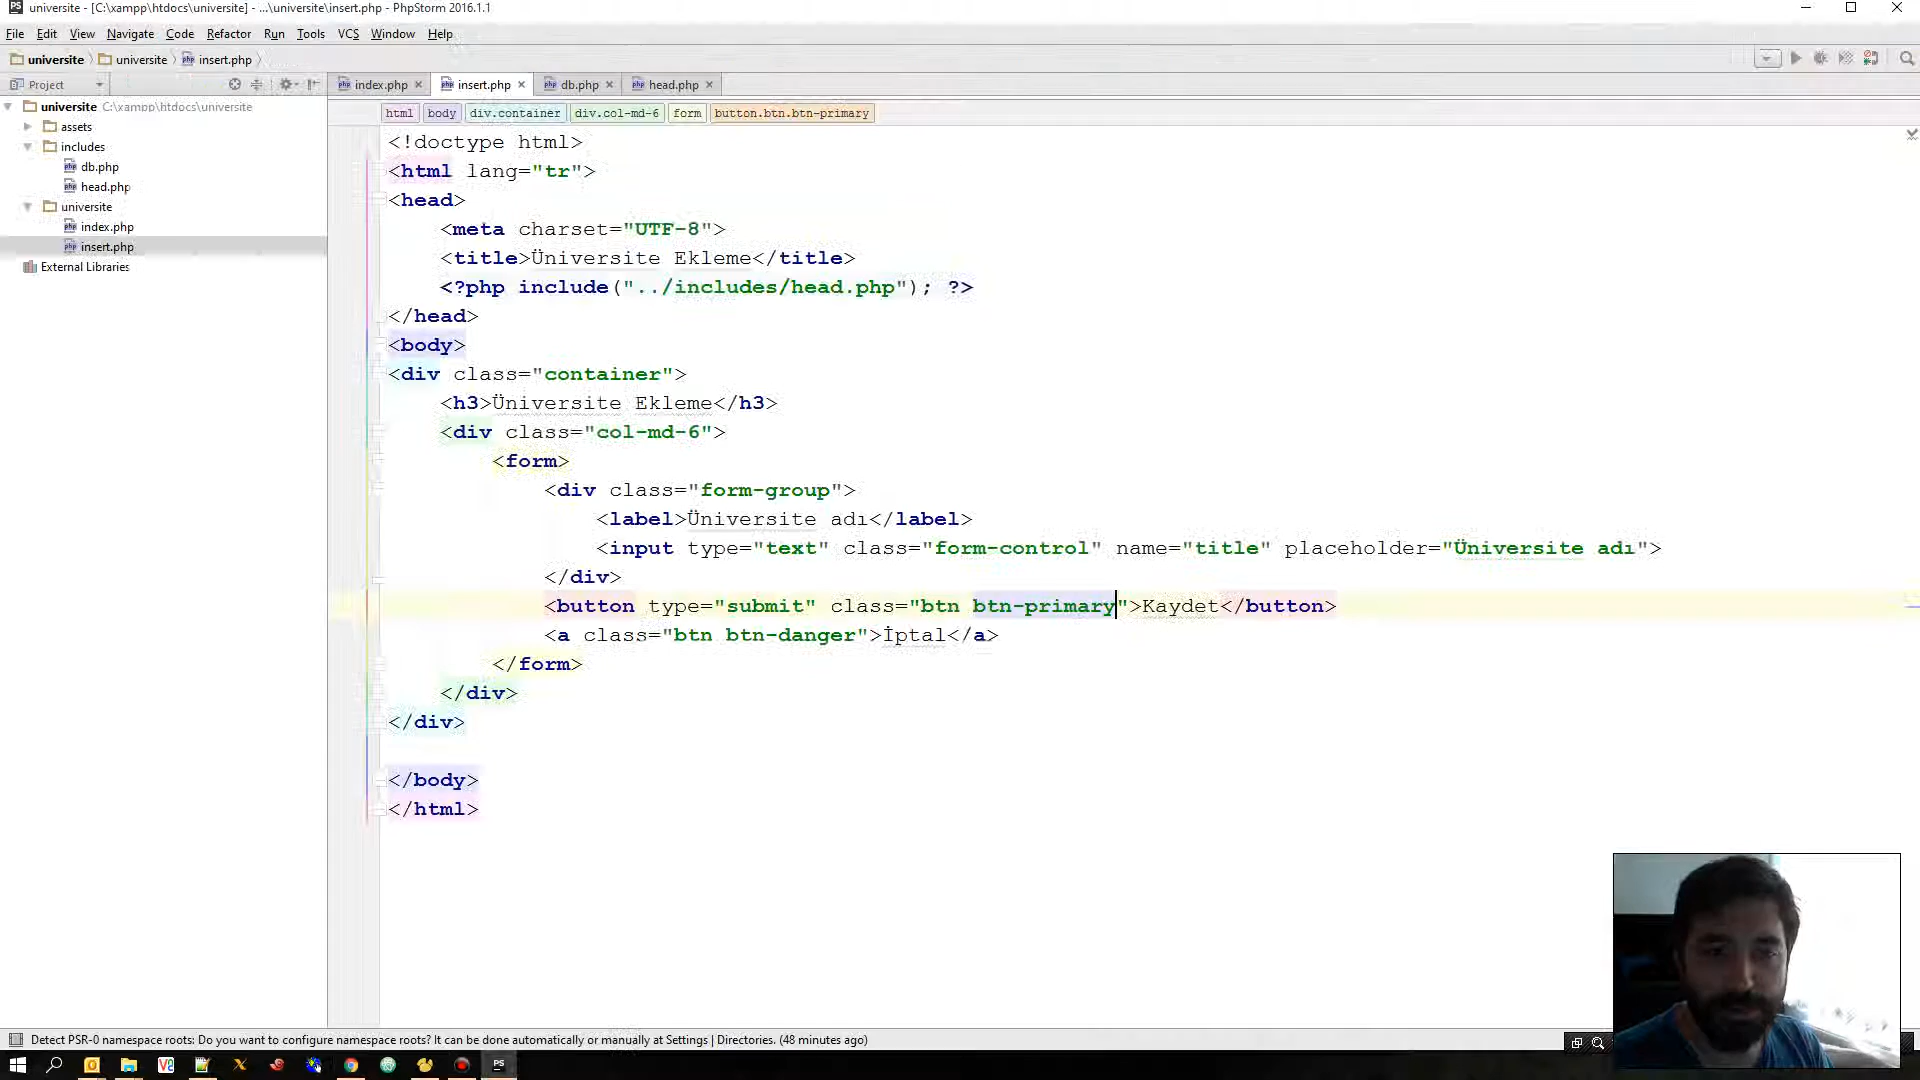 universite - [C:\xampp\htdocs\universite] - ...\universite\insert.php - PhpStorm 2016.1.1
File Edit View Navigate Code Refactor Run Tools VCS Window Help
universite universite insert.php
Project
index.php insert.php db.php head.php
universite C:\xampp\htdocs\universite
assets
includes
db.php
head.php
universite
index.php
insert.php
External Libraries
html body div.container div.col-md-6 form button.btn.btn-primary
<!doctype html>
<html lang="tr">
<head>
<meta charset="UTF-8">
<title>Üniversite Ekleme</title>
<?php include("../includes/head.php"); ?>
</head>
<body>
<div class="container">
<h3>Üniversite Ekleme</h3>
<div class="col-md-6">
<form>
<div class="form-group">
<label>Üniversite adı</label>
<input type="text" class="form-control" name="title" placeholder="Üniversite adı">
</div>
<button type="submit" class="btn btn-primary">Kaydet</button>
<a class="btn btn-danger">İptal</a>
</form>
</div>
</div>
</body>
</html>
Detect PSR-0 namespace roots: Do you want to configure namespace roots? It can be done automatically or manually at Settings | Directories. (48 minutes ago)